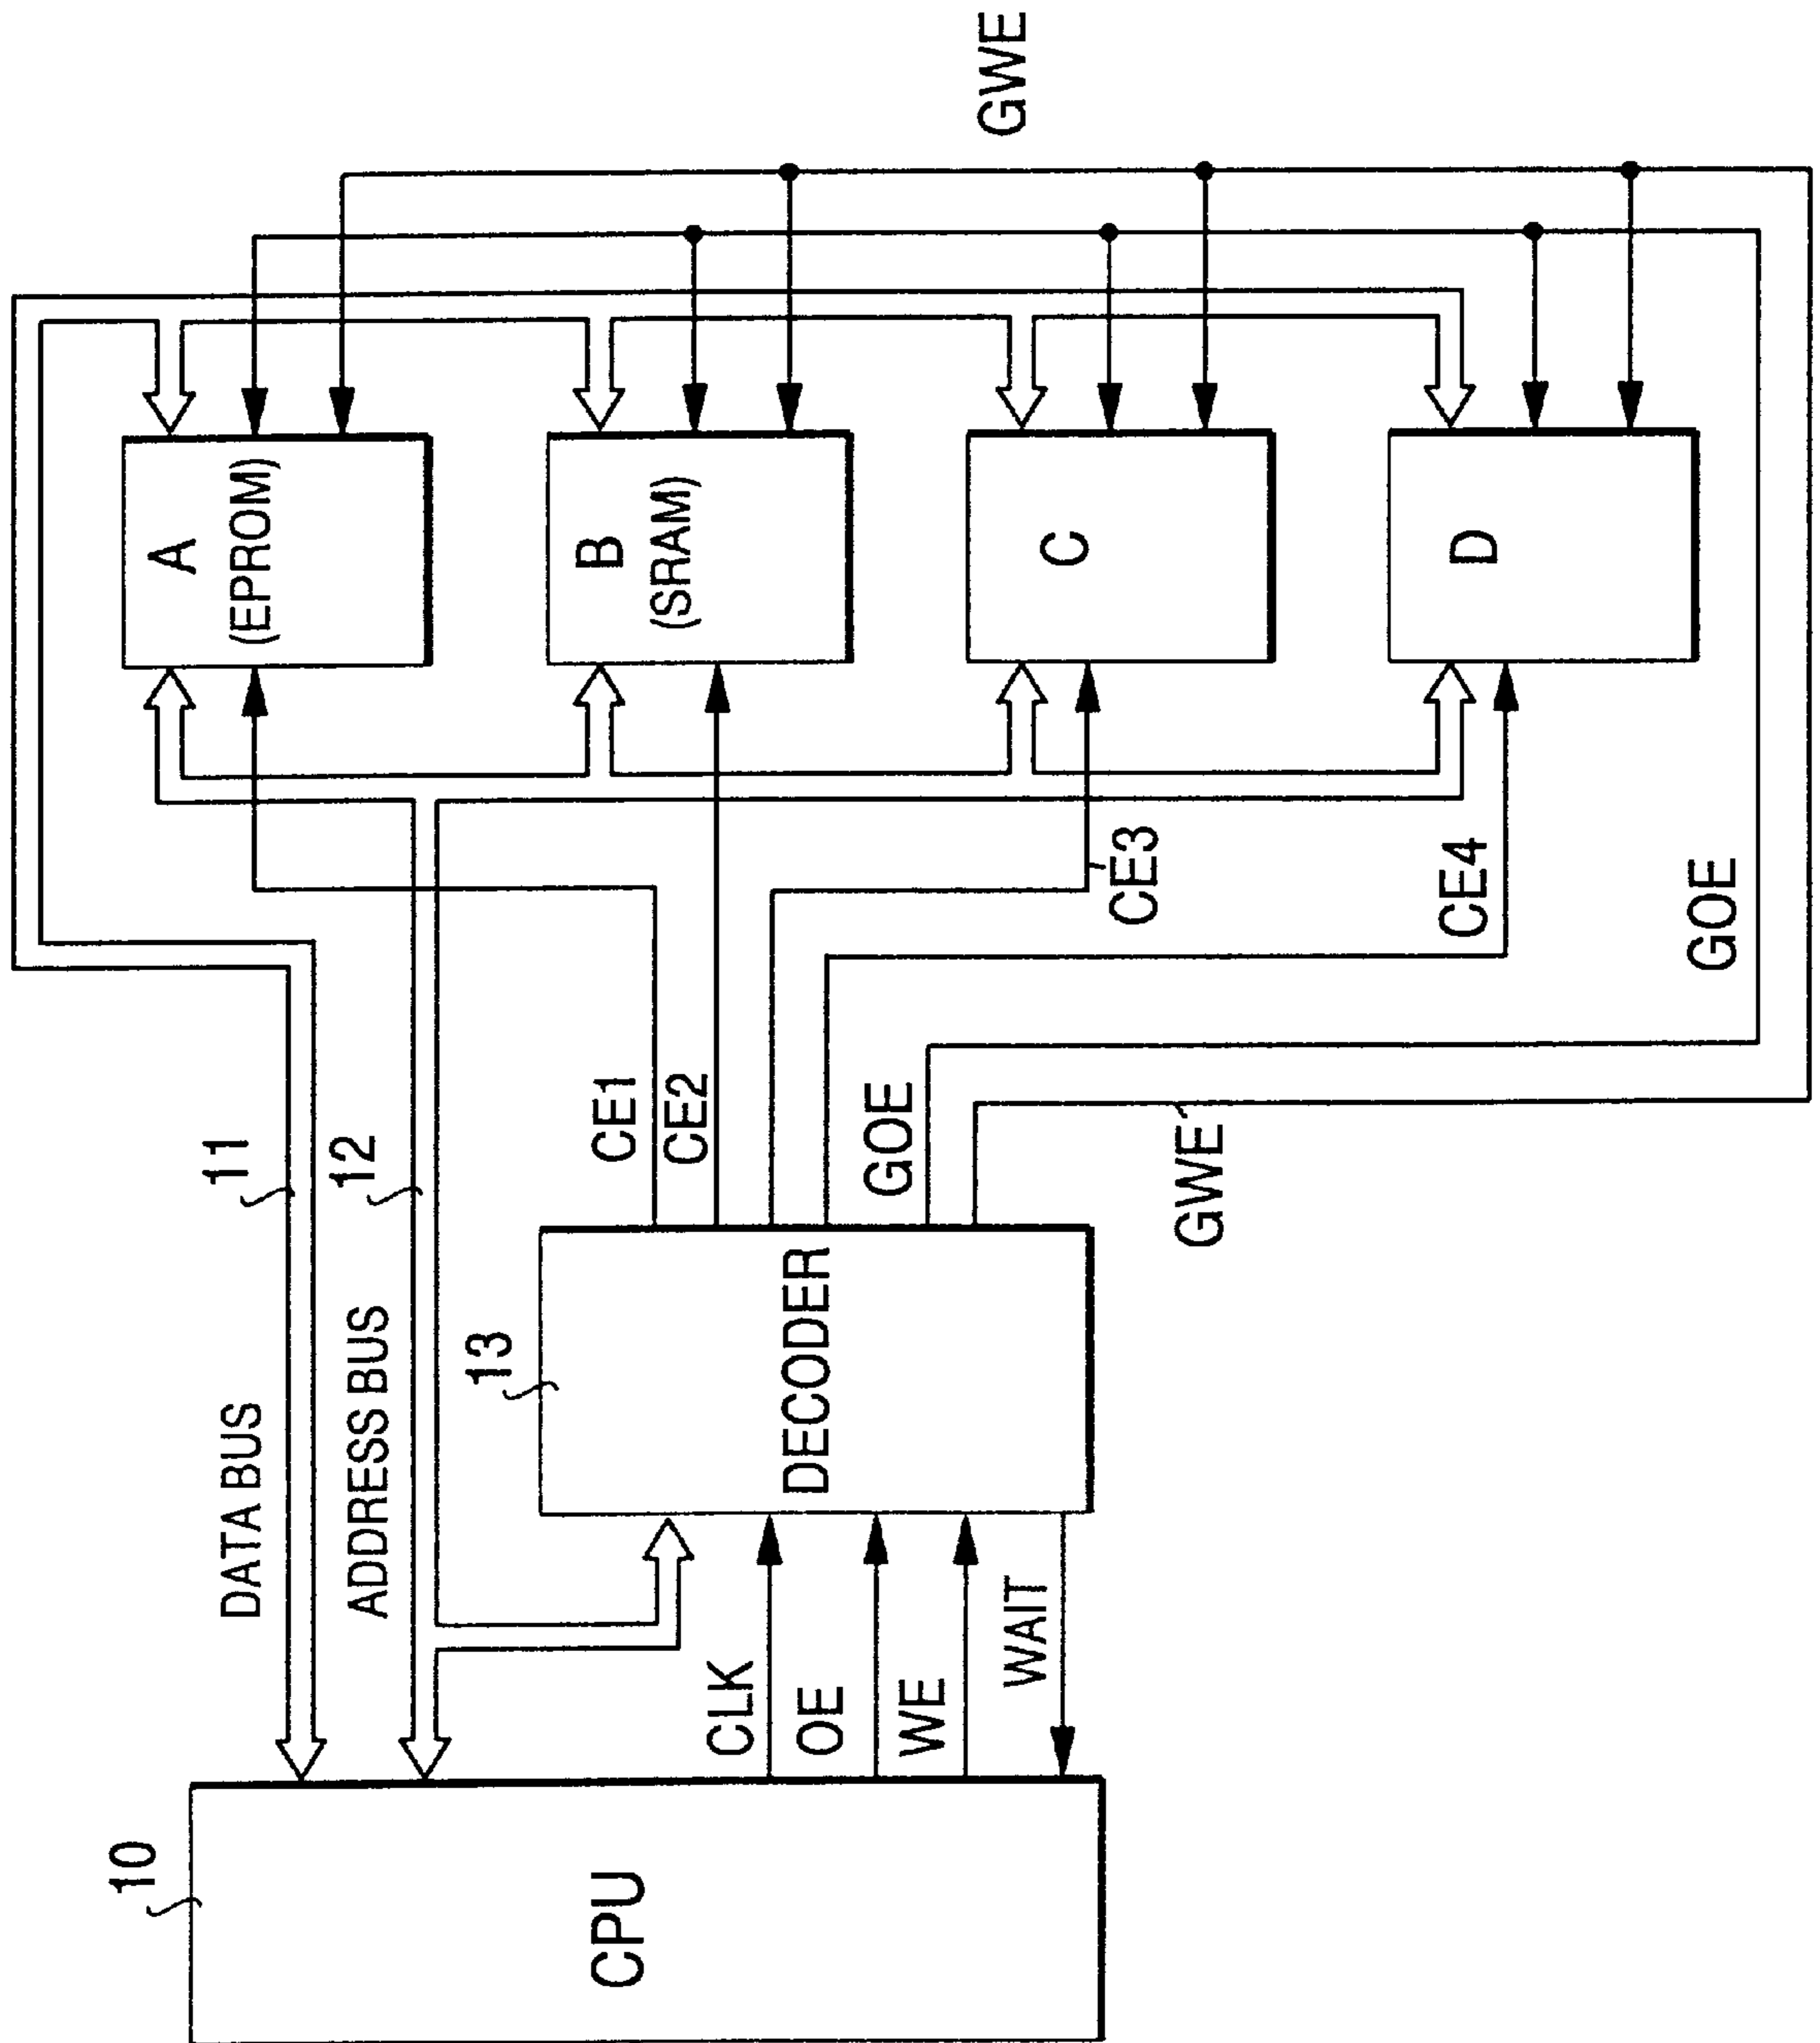 10
CPU
DATA BUS
11
ADDRESS BUS
12
CLK
OE
WE
WAIT
13
DECODER
CE1
CE2
GOE
GWE
CE3
CE4
GOE
A
(EPROM)
B
(SRAM)
C
D
GWE